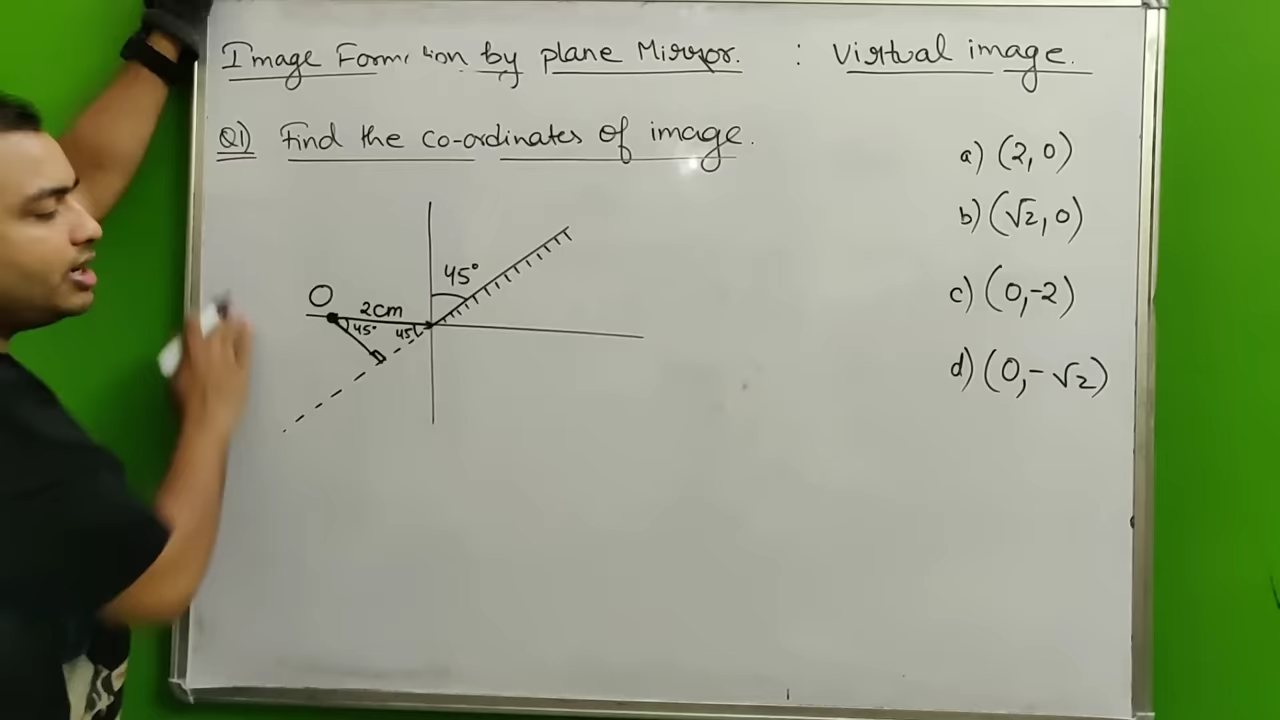 Image Form tion by plane Mirror. : Virtual image.
Q1) Find the co-ordinates of image.
a) (2, 0)
b) (√2, 0)
c) (0, -2)
d) (0, - √2)
45°
O
2cm
45° 45